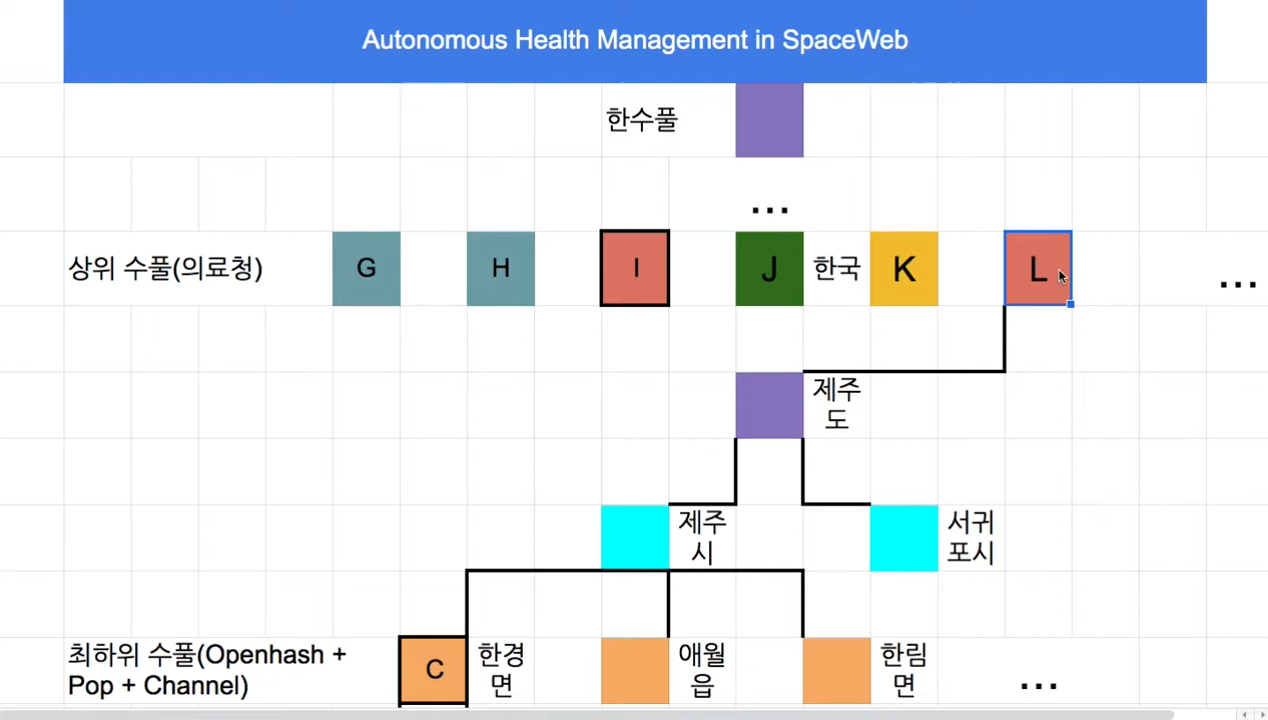 Autonomous Health Management in SpaceWeb
한수풀
...
상위 수풀(의료청)
G
H
I
J
한국
K
L
...
제주
도
제주
시
서귀
포시
최하위 수풀(Openhash +
Pop + Channel)
C
한경
면
애월
읍
한림
면
...